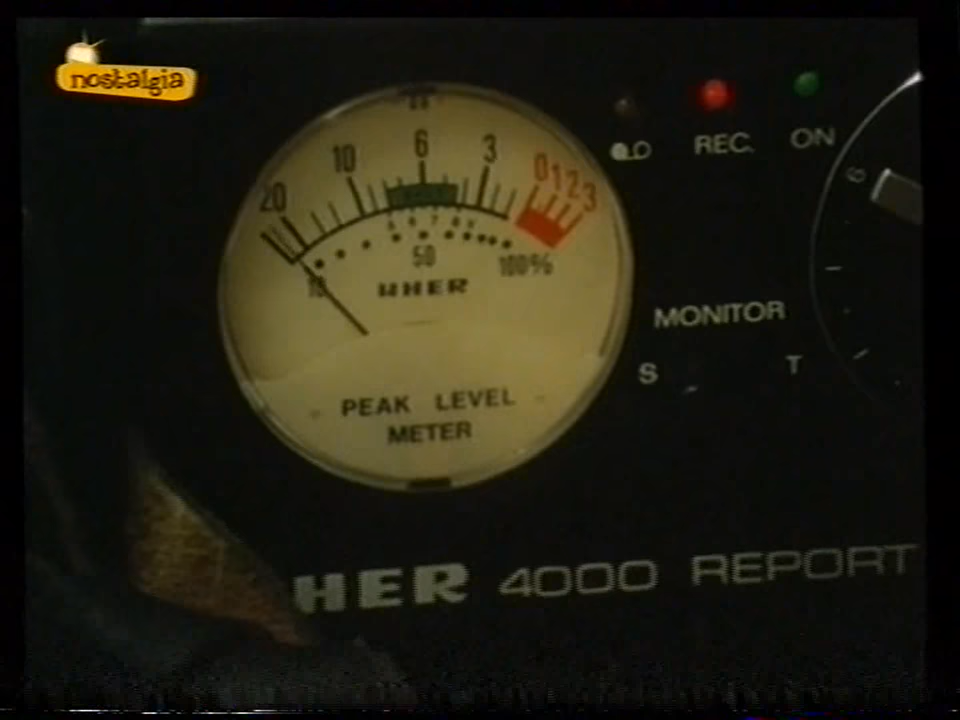 nostalgia
20 10 6 3 0 1 2 3
10 50 100%
UHER
PEAK LEVEL
METER
REC. ON
MONITOR
S T
HER 4000 REPORT